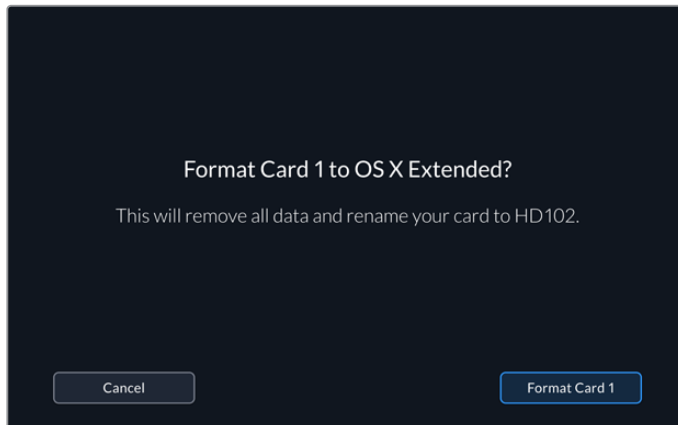 Format Card 1 to OS X Extended?
This will remove all data and rename your card to HD102.
Cancel
Format Card 1